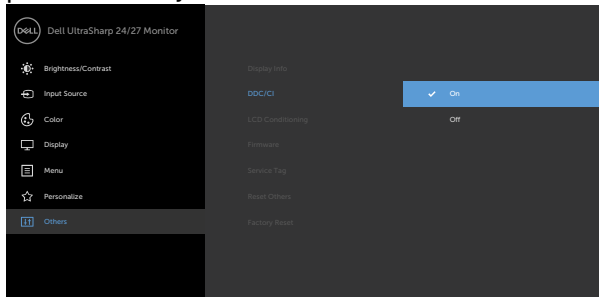 DELL Dell UltraSharp 24/27 Monitor
Brightness/Contrast Display Info
Input Source DDC/CI On
Color LCD Conditioning Off
Display Firmware
Menu Service Tag
Personalize Reset Others
Others Factory Reset